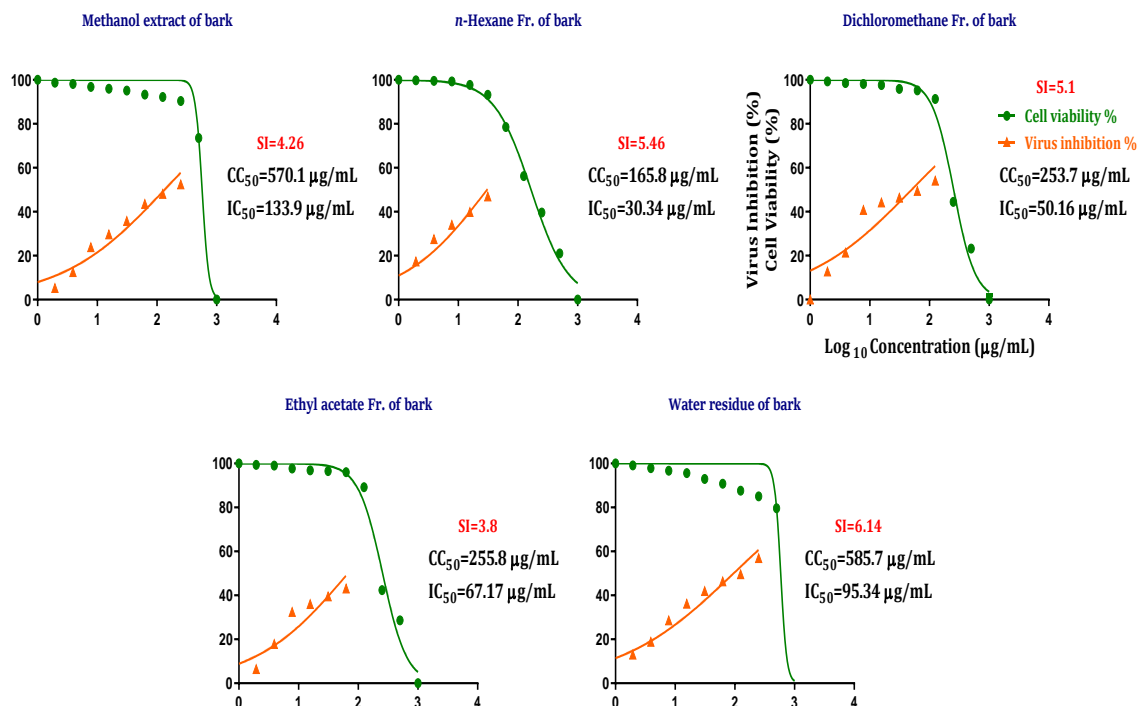 Methanol extract of bark
100
80
60
40
20
0
0 1 2 3 4
SI=4.26
CC50=570.1 µg/mL
IC50=133.9 µg/mL
n-Hexane Fr. of bark
100
80
60
40
20
0
0 1 2 3 4
SI=5.46
CC50=165.8 µg/mL
IC50=30.34 µg/mL
Dichloromethane Fr. of bark
Virus Inhibition (%)
Cell Viability (%)
100
80
60
40
20
0
0 1 2 3 4
Log 10 Concentration (µg/mL)
SI=5.1
Cell viability %
Virus inhibition %
CC50=253.7 µg/mL
IC50=50.16 µg/mL
Ethyl acetate Fr. of bark
100
80
60
40
20
0
0 1 2 3 4
SI=3.8
CC50=255.8 µg/mL
IC50=67.17 µg/mL
Water residue of bark
100
80
60
40
20
0
0 1 2 3 4
SI=6.14
CC50=585.7 µg/mL
IC50=95.34 µg/mL